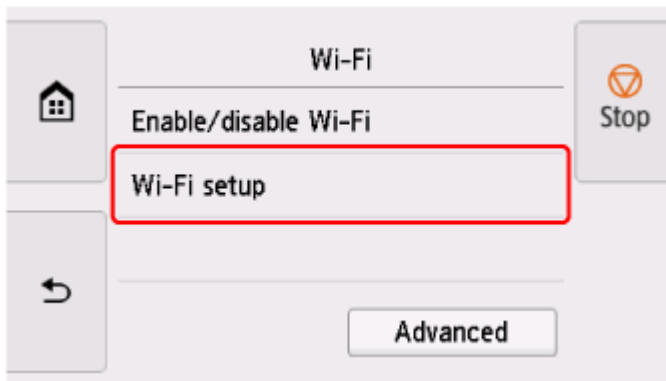 Wi-Fi
Enable/disable Wi-Fi
Stop
Wi-Fi setup
Advanced